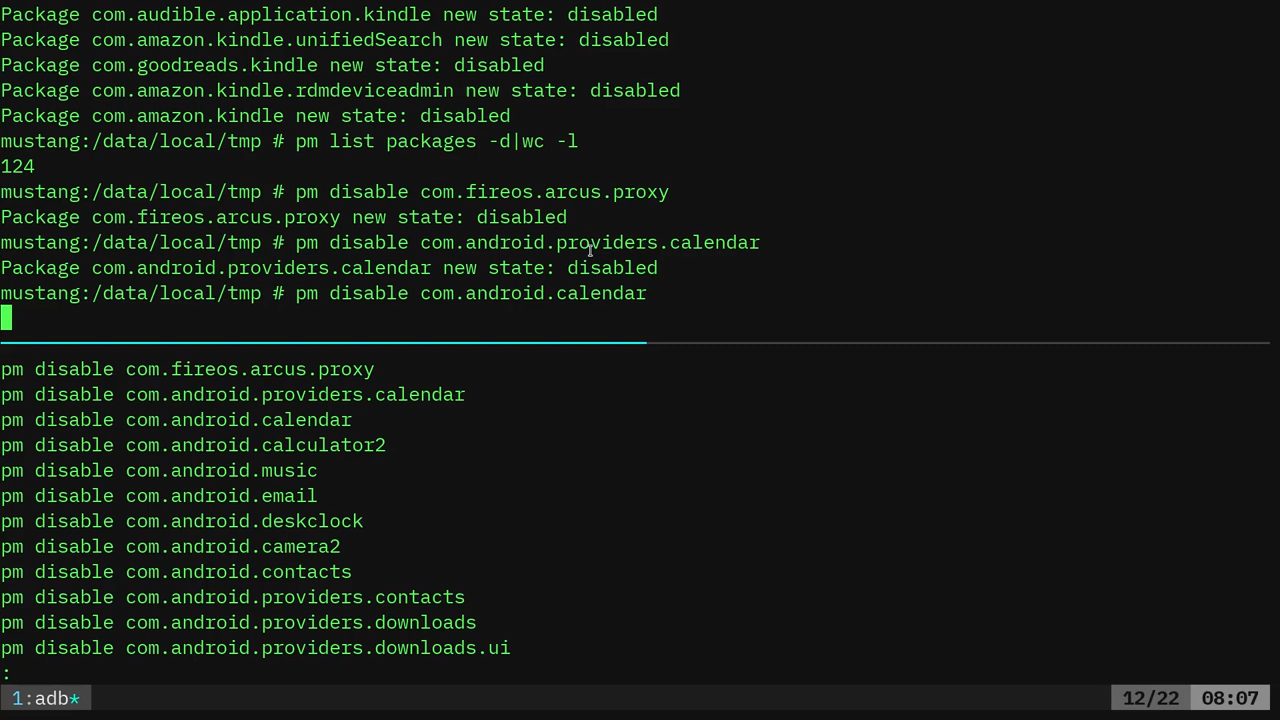 Package com.audible.application.kindle new state: disabled
Package com.amazon.kindle.unifiedSearch new state: disabled
Package com.goodreads.kindle new state: disabled
Package com.amazon.kindle.rdmdeviceadmin new state: disabled
Package com.amazon.kindle new state: disabled
mustang:/data/local/tmp # pm list packages -d|wc -l
124
mustang:/data/local/tmp # pm disable com.fireos.arcus.proxy
Package com.fireos.arcus.proxy new state: disabled
mustang:/data/local/tmp # pm disable com.android.providers.calendar
Package com.android.providers.calendar new state: disabled
mustang:/data/local/tmp # pm disable com.android.calendar
pm disable com.fireos.arcus.proxy
pm disable com.android.providers.calendar
pm disable com.android.calendar
pm disable com.android.calculator2
pm disable com.android.music
pm disable com.android.email
pm disable com.android.deskclock
pm disable com.android.camera2
pm disable com.android.contacts
pm disable com.android.providers.contacts
pm disable com.android.providers.downloads
pm disable com.android.providers.downloads.ui
:
1:adb* 12/22 08:07